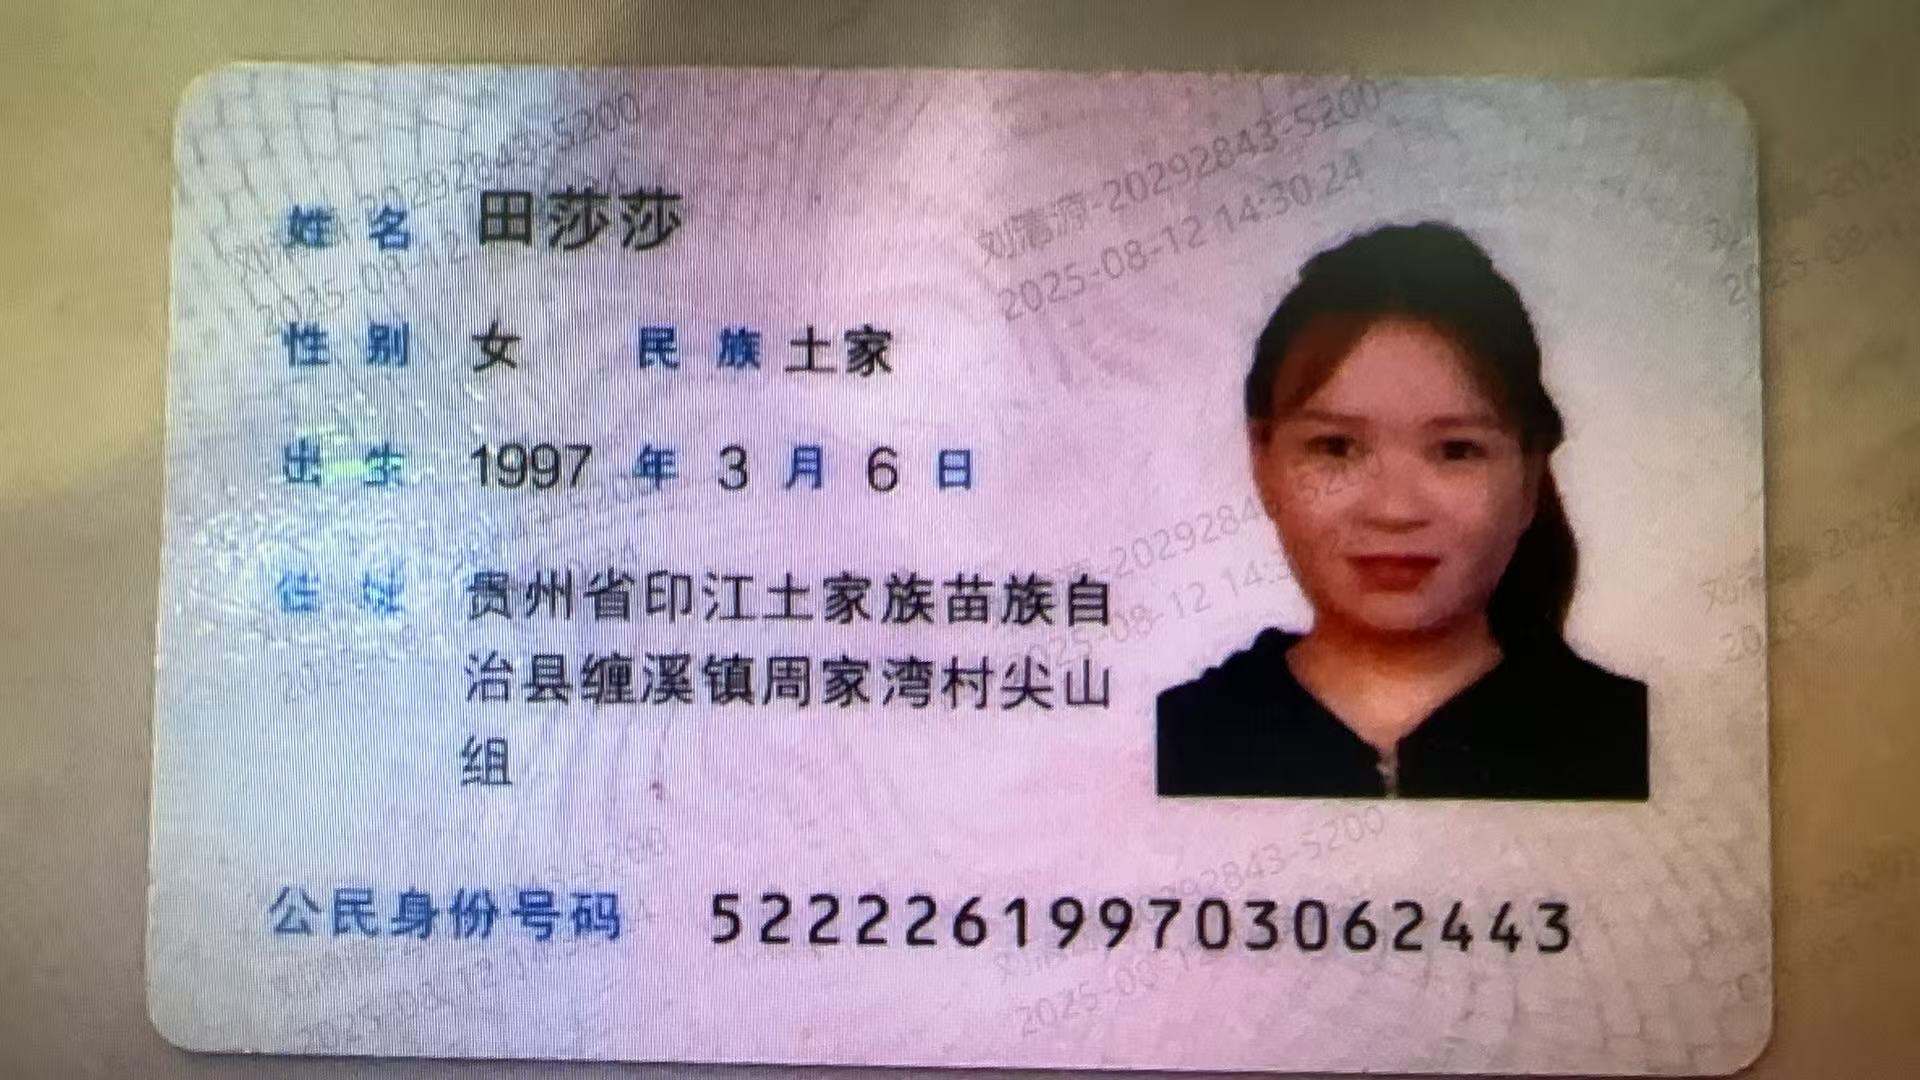 姓名 田莎莎
性别 女 民族 土家
出生 1997 年 3 月 6 日
住址 贵州省印江土家族苗族自
治县缠溪镇周家湾村尖山
组
公民身份号码 522226199703062443
刘清源-20292843-5200
2025-08-12 14:30:24